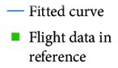 Fitted curve
Flight data in
reference